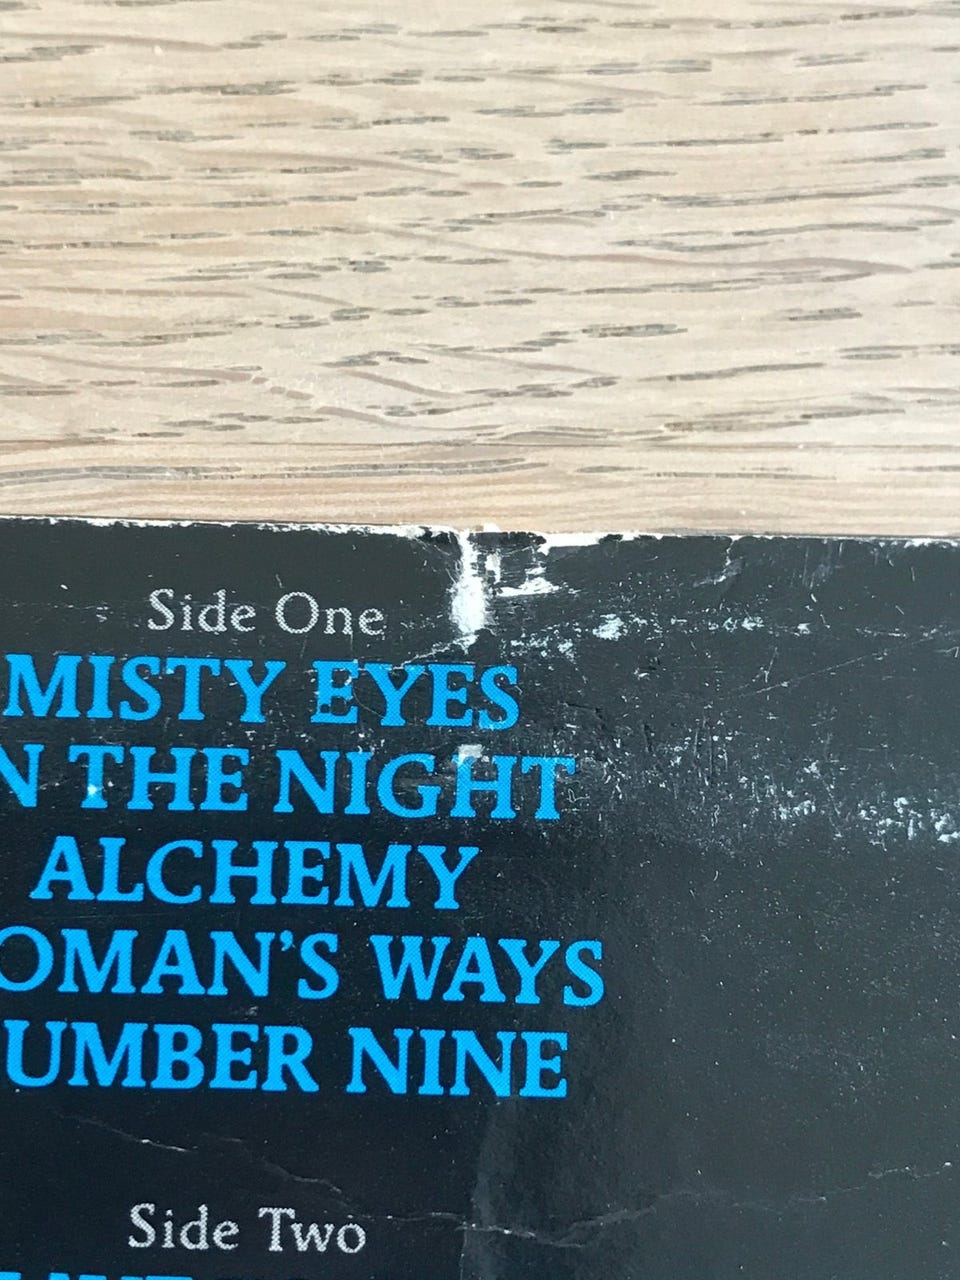 Side One
MISTY EYES
N THE NIGHT
ALCHEMY
OMAN'S WAYS
UMBER NINE
Side Two